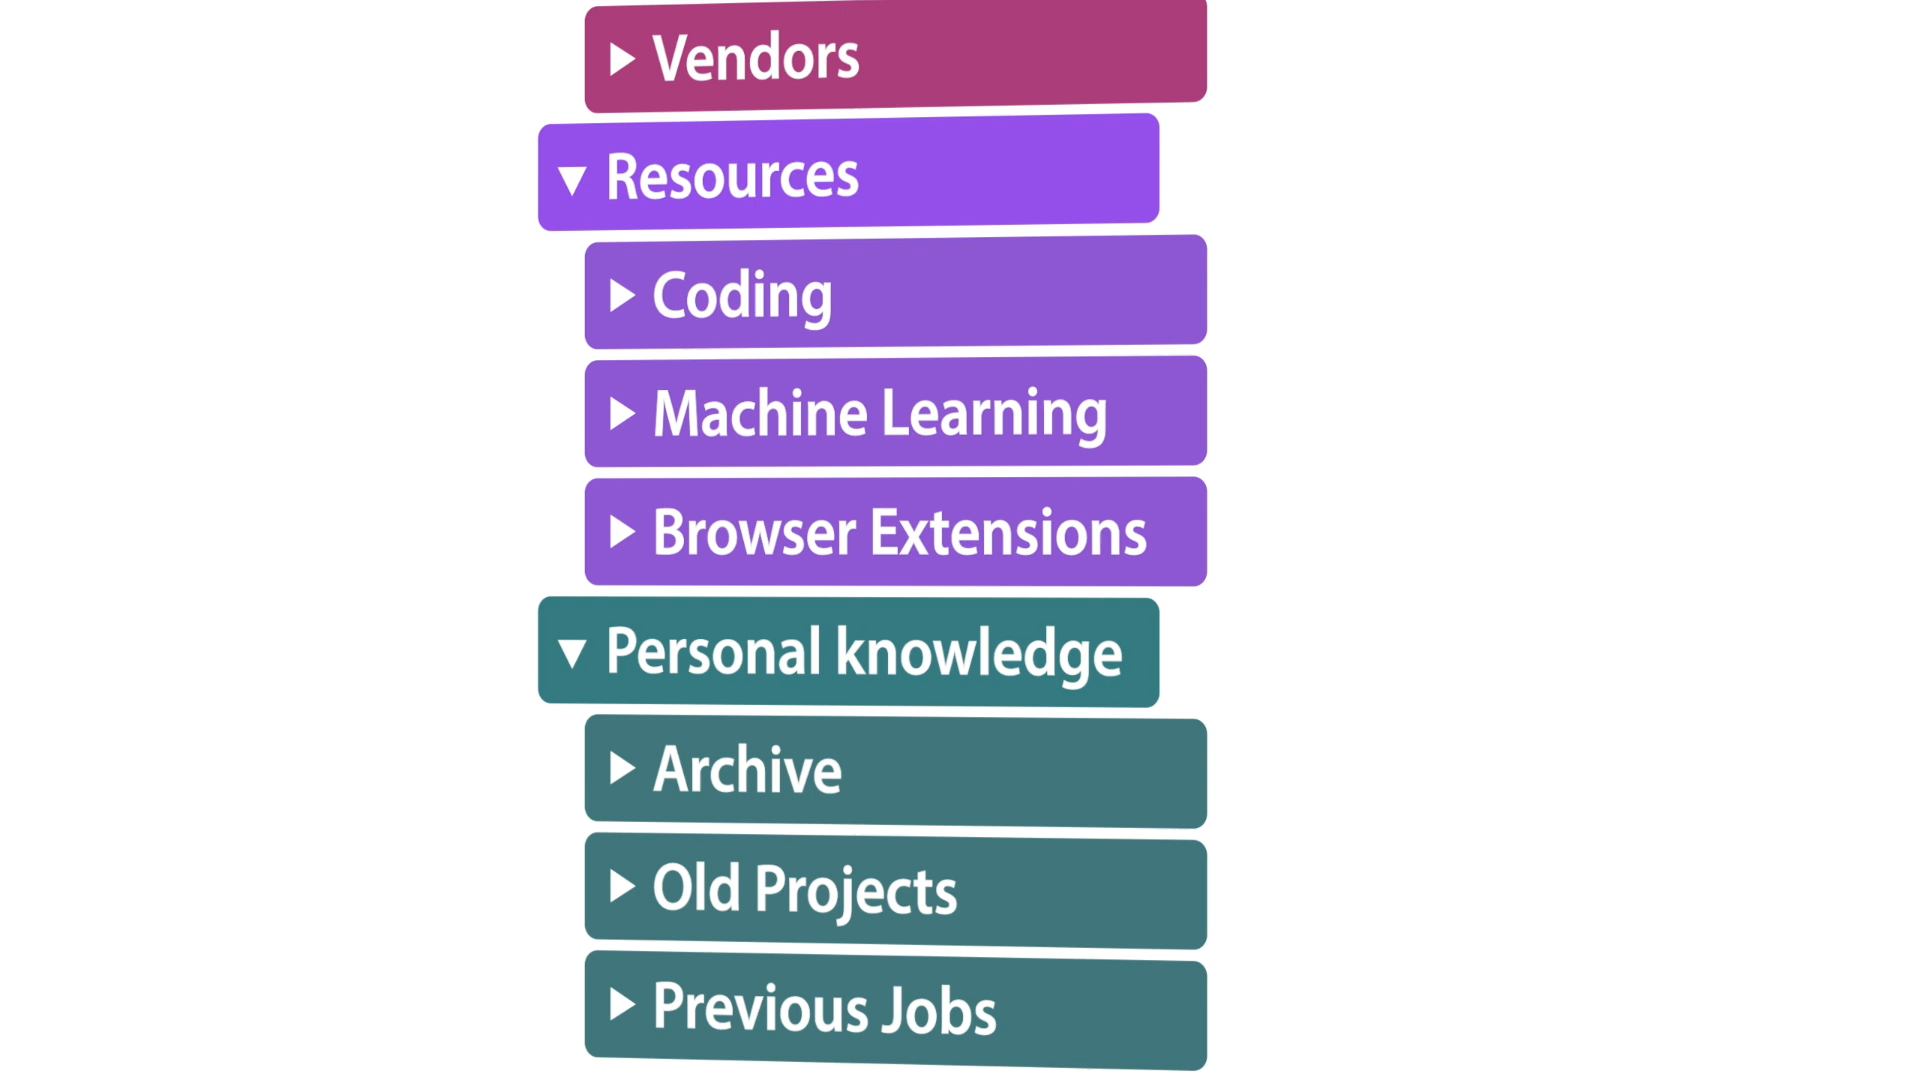 Vendors
Resources
Coding
Machine Learning
Browser Extensions
Personal knowledge
Archive
Old Projects
Previous Jobs